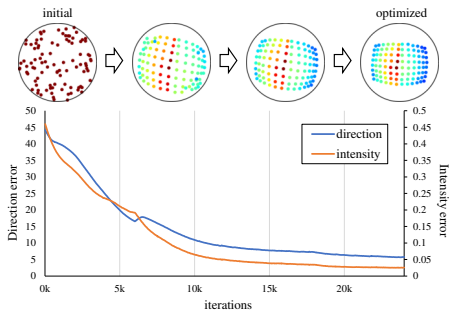 initial
optimized
50
45
40
35
30
25
20
15
10
5
0
Direction error
0.5
0.45
0.4
0.35
0.3
0.25
0.2
0.15
0.1
0.05
0
Intensity error
direction
intensity
0k
5k
10k
15k
20k
iterations